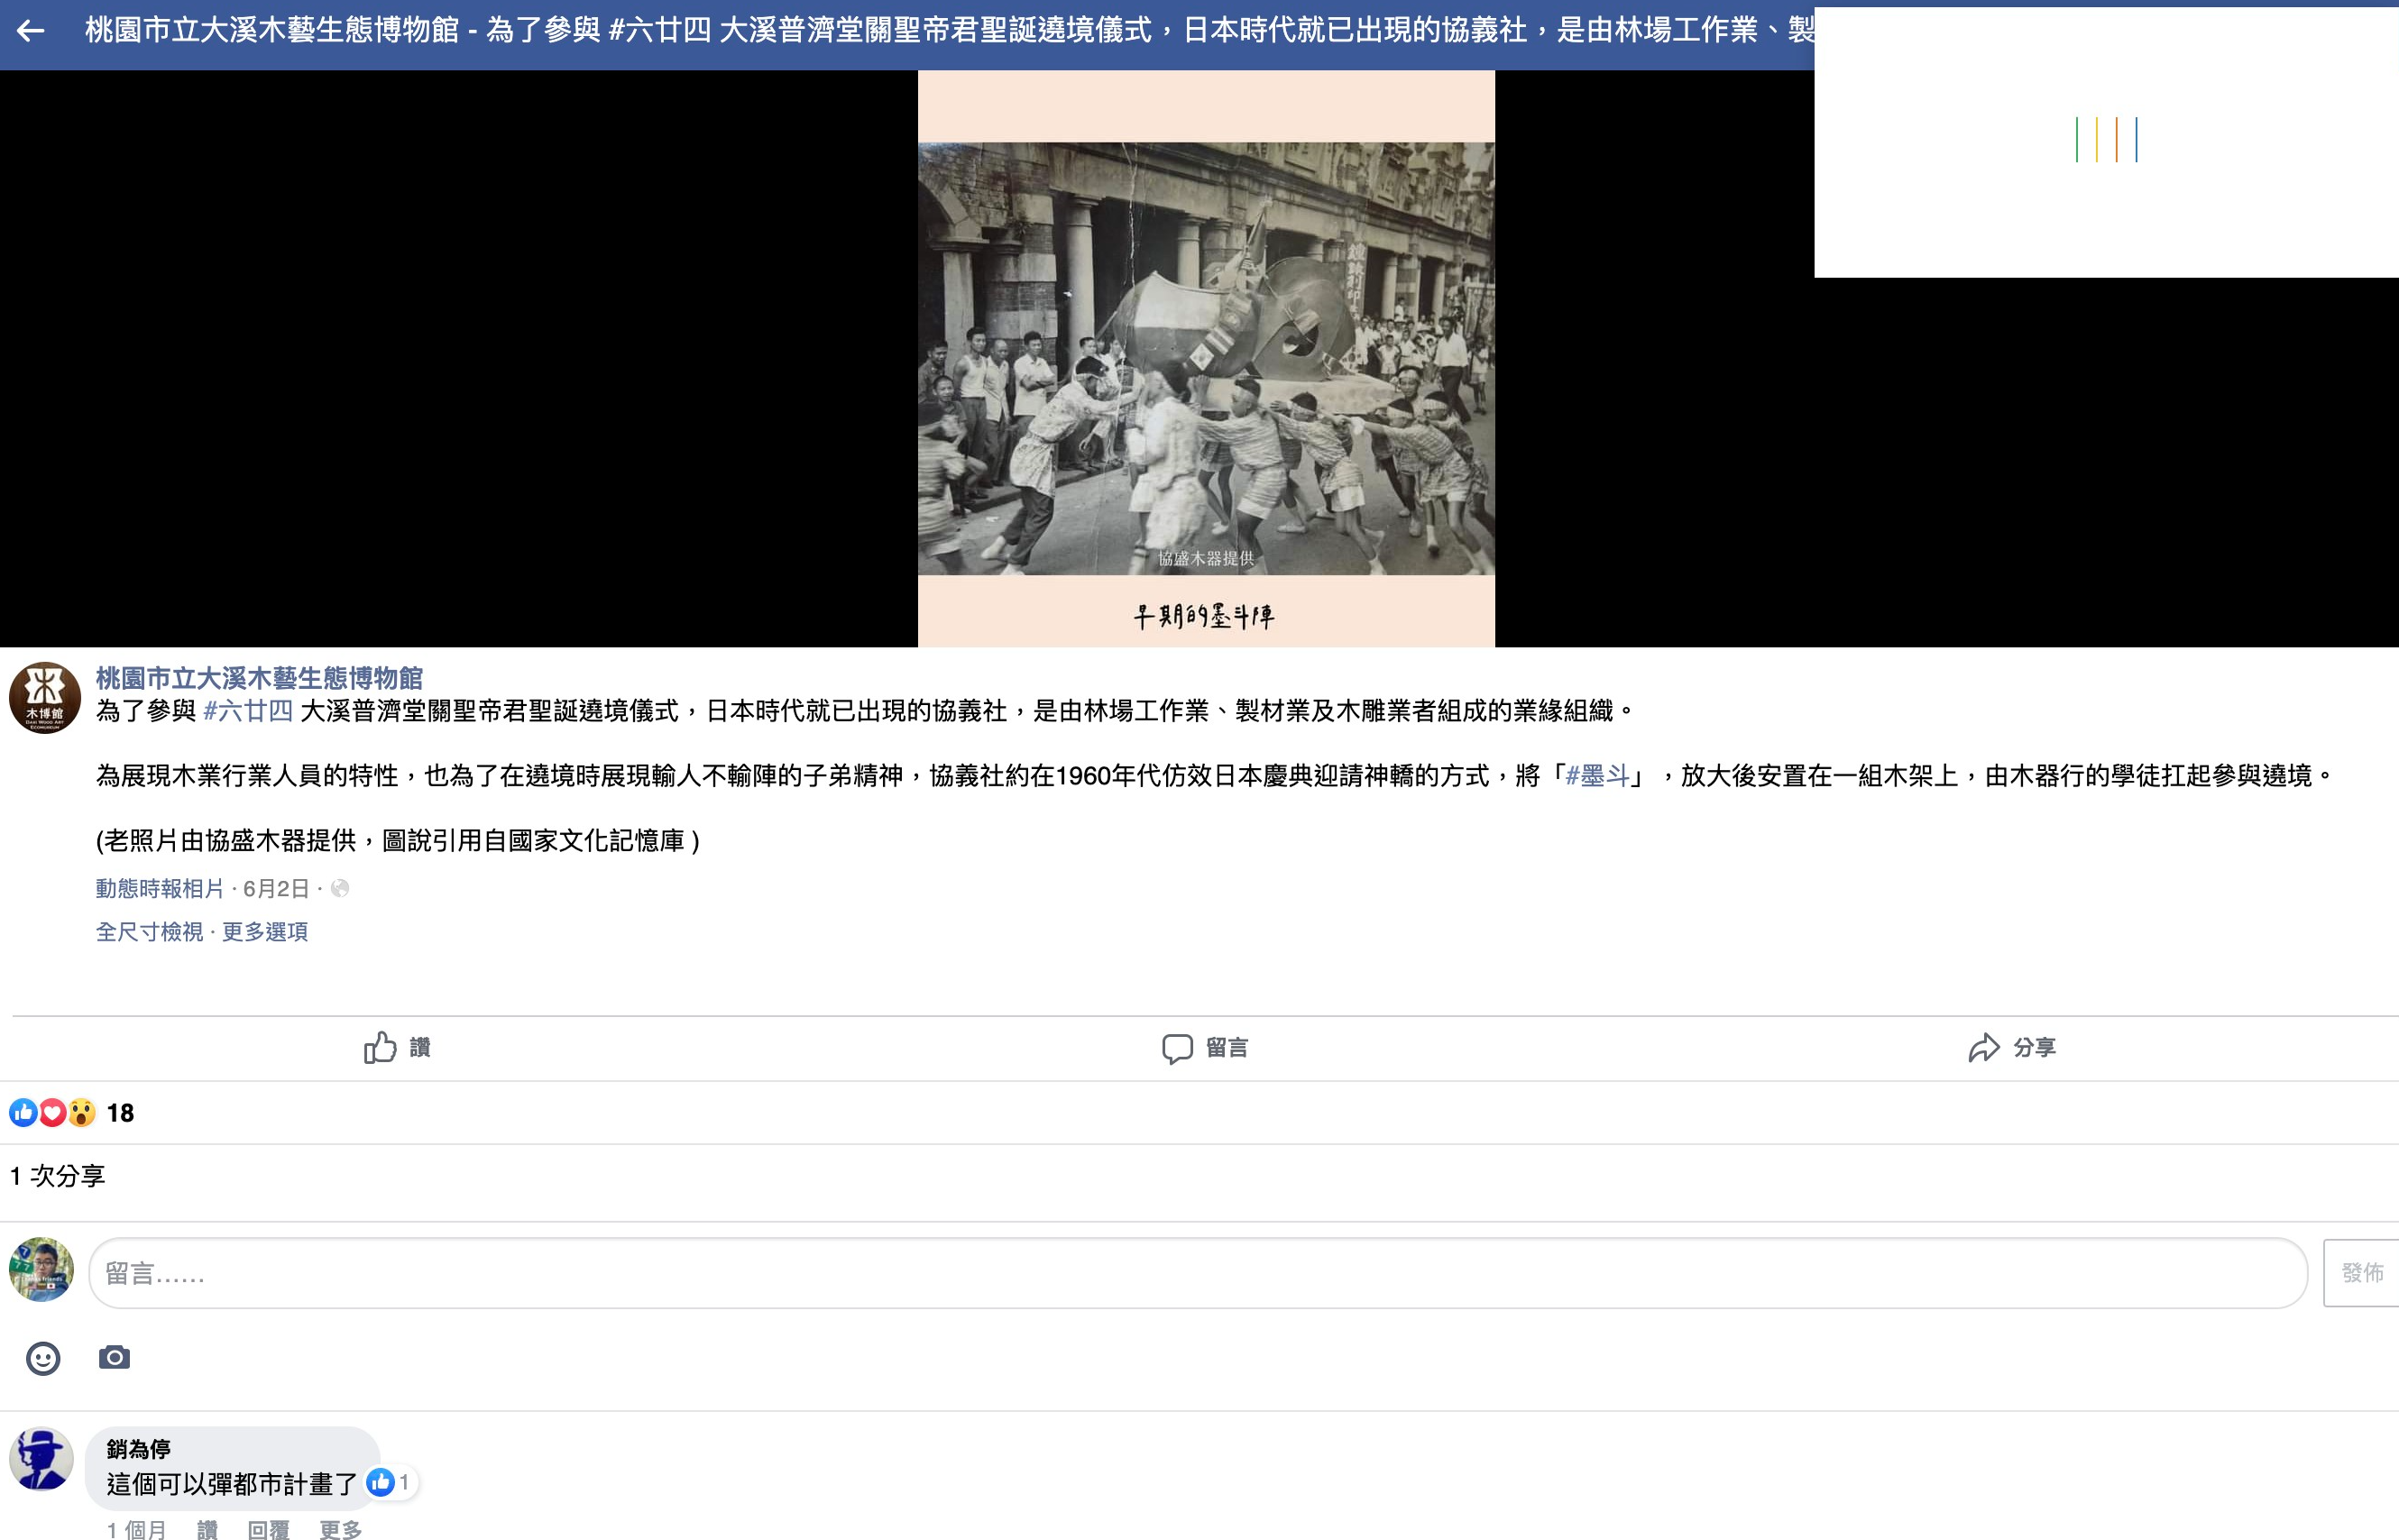 桃園市立大溪木藝生態博物館 - 為了參與 #六廿四 大溪普濟堂關聖帝君聖誕遶境儀式，日本時代就已出現的協義社，是由林場工作業、製
協盛木器提供
早期的墨斗陣
木博館
DAXI WOOD ART
ECOMUSEUM
桃園市立大溪木藝生態博物館
為了參與 #六廿四 大溪普濟堂關聖帝君聖誕遶境儀式，日本時代就已出現的協義社，是由林場工作業、製材業及木雕業者組成的業緣組織。
為展現木業行業人員的特性，也為了在遶境時展現輸人不輸陣的子弟精神，協義社約在1960年代仿效日本慶典迎請神轎的方式，將「#墨斗」，放大後安置在一組木架上，由木器行的學徒扛起參與遶境。
(老照片由協盛木器提供，圖說引用自國家文化記憶庫 )
動態時報相片 · 6月2日 ·
全尺寸檢視 · 更多選項
讚
留言
分享
18
1 次分享
留言......
發佈
銷為停
這個可以彈都市計畫了
1
1 個月 讚 回覆 更多